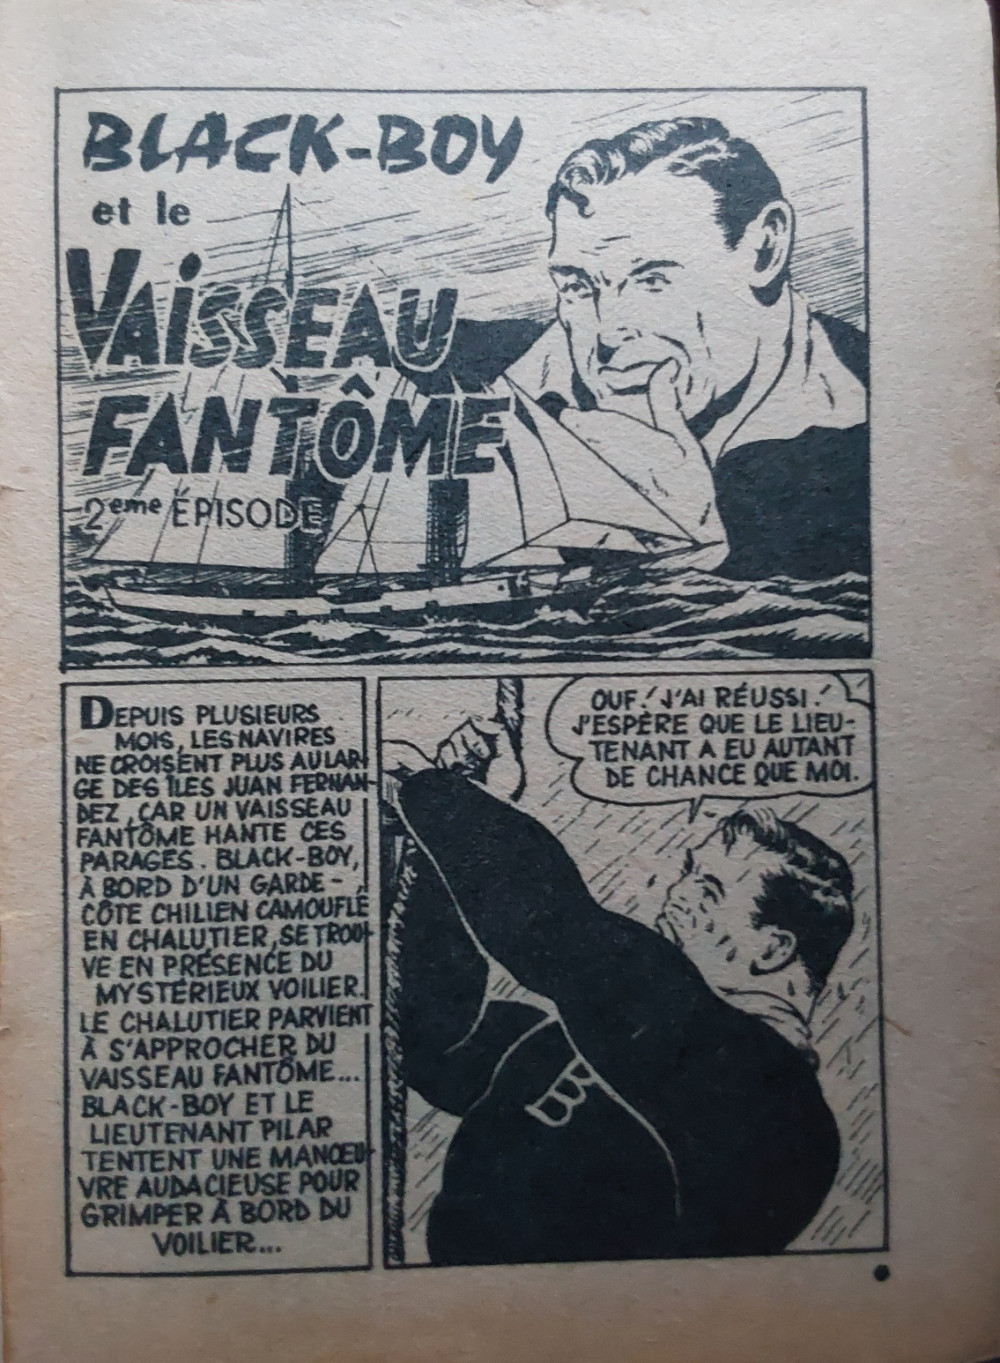 BLACK-BOY
et le
VAISSEAU
FANTÔME
2eme ÉPISODE
DEPUIS PLUSIEURS
MOIS, LES NAVIRES
NE CROISENT PLUS AU LAR-
GE DES ÎLES JUAN FERNAN-
DEZ, CAR UN VAISSEAU
FANTÔME HANTE CES
PARAGES. BLACK-BOY,
À BORD D'UN GARDE-
CÔTE CHILIEN CAMOUFLÉ
EN CHALUTIER, SE TROU-
VE EN PRÉSENCE DU
MYSTÉRIEUX VOILIER.
LE CHALUTIER PARVIENT
À S'APPROCHER DU
VAISSEAU FANTÔME...
BLACK-BOY ET LE
LIEUTENANT PILAR
TENTENT UNE MANŒU-
VRE AUDACIEUSE POUR
GRIMPER À BORD DU
VOILIER...
OUF! J'AI RÉUSSI!
J'ESPÈRE QUE LE LIEU-
TENANT A EU AUTANT
DE CHANCE QUE MOI.
BB